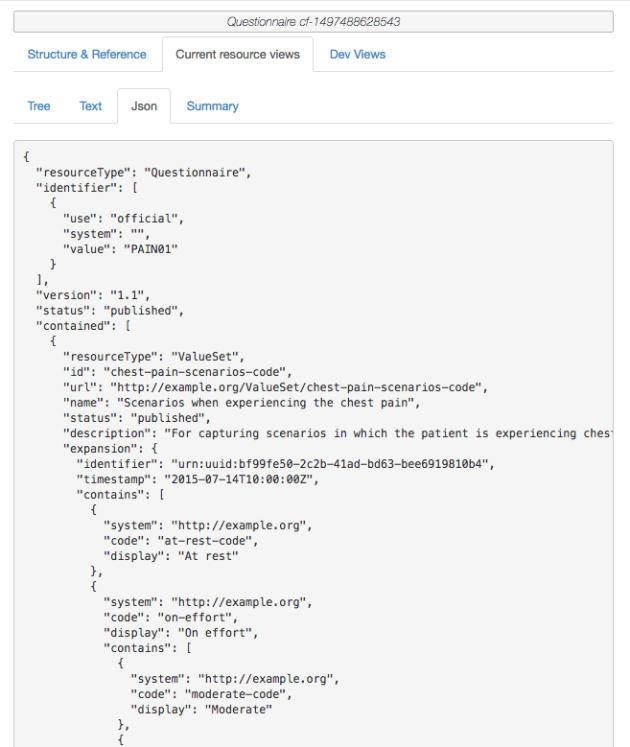 Questionnaire cf-1497488628543
Structure & Reference Current resource views Dev Views
Tree Text Json Summary
{
  "resourceType": "Questionnaire",
  "identifier": [
    {
      "use": "official",
      "system": "",
      "value": "PAIN01"
    }
  ],
  "version": "1.1",
  "status": "published",
  "contained": [
    {
      "resourceType": "ValueSet",
      "id": "chest-pain-scenarios-code",
      "url": "http://example.org/ValueSet/chest-pain-scenarios-code",
      "name": "Scenarios when experiencing the chest pain",
      "status": "published",
      "description": "For capturing scenarios in which the patient is experiencing chest
      "expansion": {
        "identifier": "urn:uuid:bf99fe50-2c2b-41ad-bd63-bee6919810b4",
        "timestamp": "2015-07-14T10:00:00Z",
        "contains": [
          {
            "system": "http://example.org",
            "code": "at-rest-code",
            "display": "At rest"
          },
          {
            "system": "http://example.org",
            "code": "on-effort",
            "display": "On effort",
            "contains": [
              {
                "system": "http://example.org",
                "code": "moderate-code",
                "display": "Moderate"
              },
              {